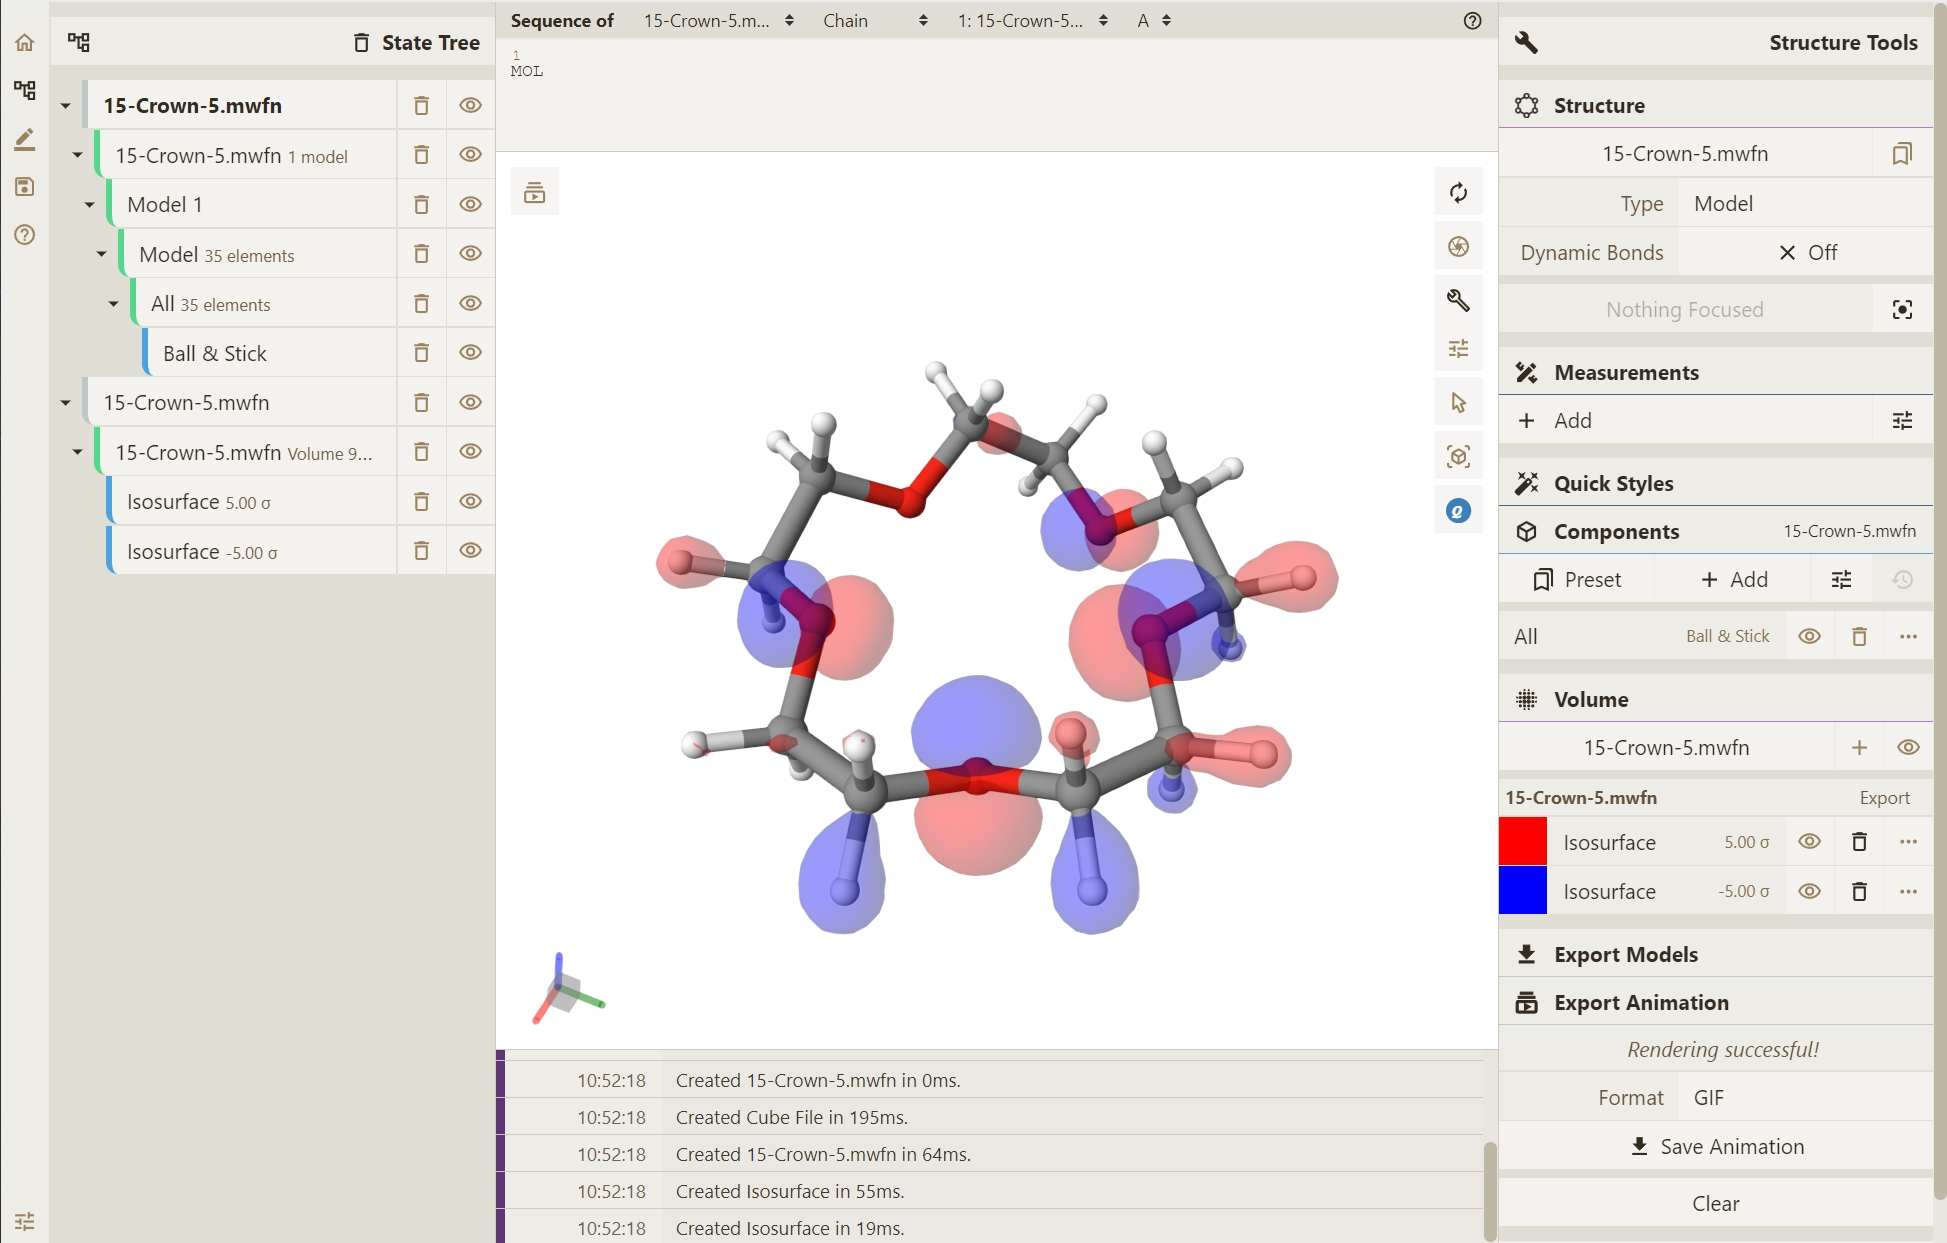 State Tree
15-Crown-5.mwfn
15-Crown-5.mwfn 1 model
Model 1
Model 35 elements
All 35 elements
Ball & Stick
15-Crown-5.mwfn
15-Crown-5.mwfn Volume 9...
Isosurface 5.00 σ
Isosurface -5.00 σ
Sequence of 15-Crown-5.m... Chain 1: 15-Crown-5... A
1
MOL
10:52:18 Created 15-Crown-5.mwfn in 0ms.
10:52:18 Created Cube File in 195ms.
10:52:18 Created 15-Crown-5.mwfn in 64ms.
10:52:18 Created Isosurface in 55ms.
10:52:18 Created Isosurface in 19ms.
Structure Tools
Structure
15-Crown-5.mwfn
Type Model
Dynamic Bonds Off
Nothing Focused
Measurements
Add
Quick Styles
Components 15-Crown-5.mwfn
Preset Add
All Ball & Stick
Volume
15-Crown-5.mwfn
15-Crown-5.mwfn Export
Isosurface 5.00 σ
Isosurface -5.00 σ
Export Models
Export Animation
Rendering successful!
Format GIF
Save Animation
Clear